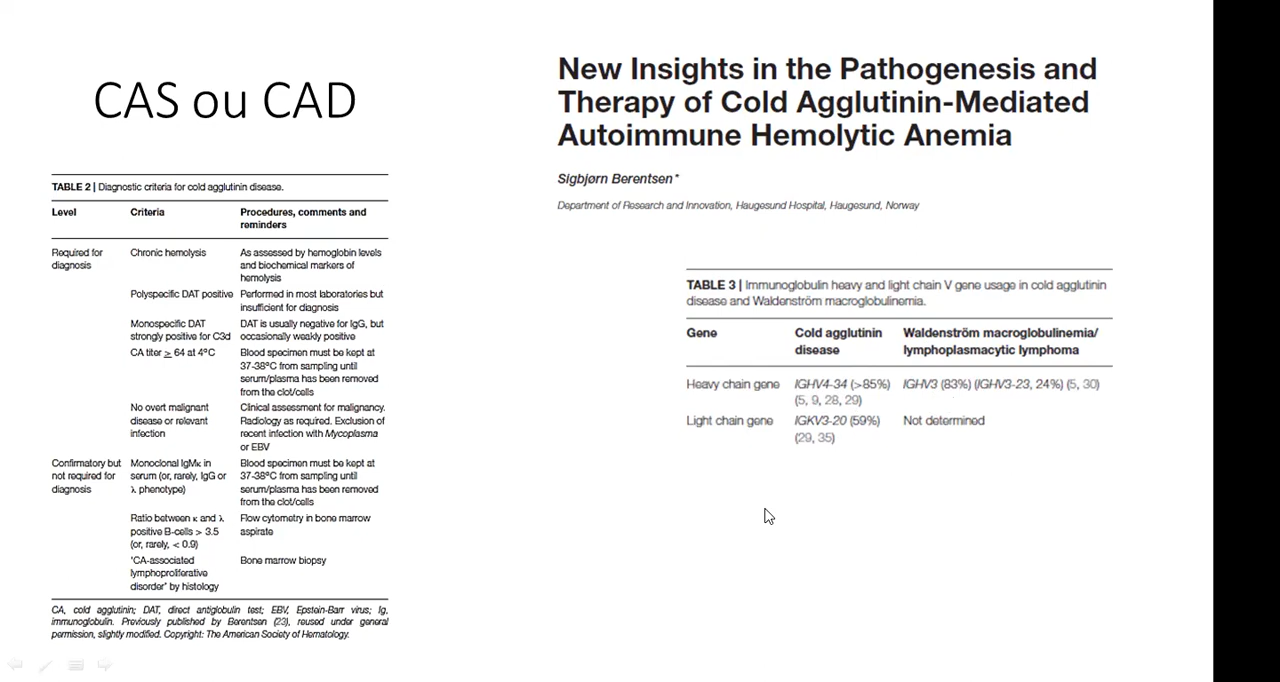 CAS ou CAD
TABLE 2 | Diagnostic criteria for cold agglutinin disease.
Level Criteria Procedures, comments and
reminders
Required for Chronic hemolysis As assessed by hemoglobin levels
diagnosis and biochemical markers of
hemolysis
Polyspecific DAT positive Performed in most laboratories but
insufficient for diagnosis
Monospecific DAT DAT is usually negative for IgG, but
strongly positive for C3d occasionally weakly positive
CA titer ≥ 64 at 4°C Blood specimen must be kept at
37-38°C from sampling until
serum/plasma has been removed
from the clot/cells
No overt malignant Clinical assessment for malignancy.
disease or relevant Radiology as required. Exclusion of
infection recent infection with Mycoplasma
or EBV
Confirmatory but Monoclonal IgMκ in Blood specimen must be kept at
not required for serum (or, rarely, IgG or 37-38°C from sampling until
diagnosis λ phenotype) serum/plasma has been removed
from the clot/cells
Ratio between κ and λ Flow cytometry in bone marrow
positive B-cells > 3.5 aspirate
(or, rarely, < 0.9)
"CA-associated Bone marrow biopsy
lymphoproliferative
disorder" by histology
CA, cold agglutinin; DAT, direct antiglobulin test; EBV, Epstein-Barr virus; Ig,
immunoglobulin. Previously published by Berentsen (23), reused under general
permission, slightly modified. Copyright: The American Society of Hematology.
New Insights in the Pathogenesis and
Therapy of Cold Agglutinin-Mediated
Autoimmune Hemolytic Anemia
Sigbjørn Berentsen*
Department of Research and Innovation, Haugesund Hospital, Haugesund, Norway
TABLE 3 | Immunoglobulin heavy and light chain V gene usage in cold agglutinin
disease and Waldenström macroglobulinemia.
Gene Cold agglutinin Waldenström macroglobulinemia/
disease lymphoplasmacytic lymphoma
Heavy chain gene IGHV4-34 (>85%) IGHV3 (83%) (IGHV3-23, 24%) (5, 30)
(5, 9, 28, 29)
Light chain gene IGKV3-20 (59%) Not determined
(29, 35)